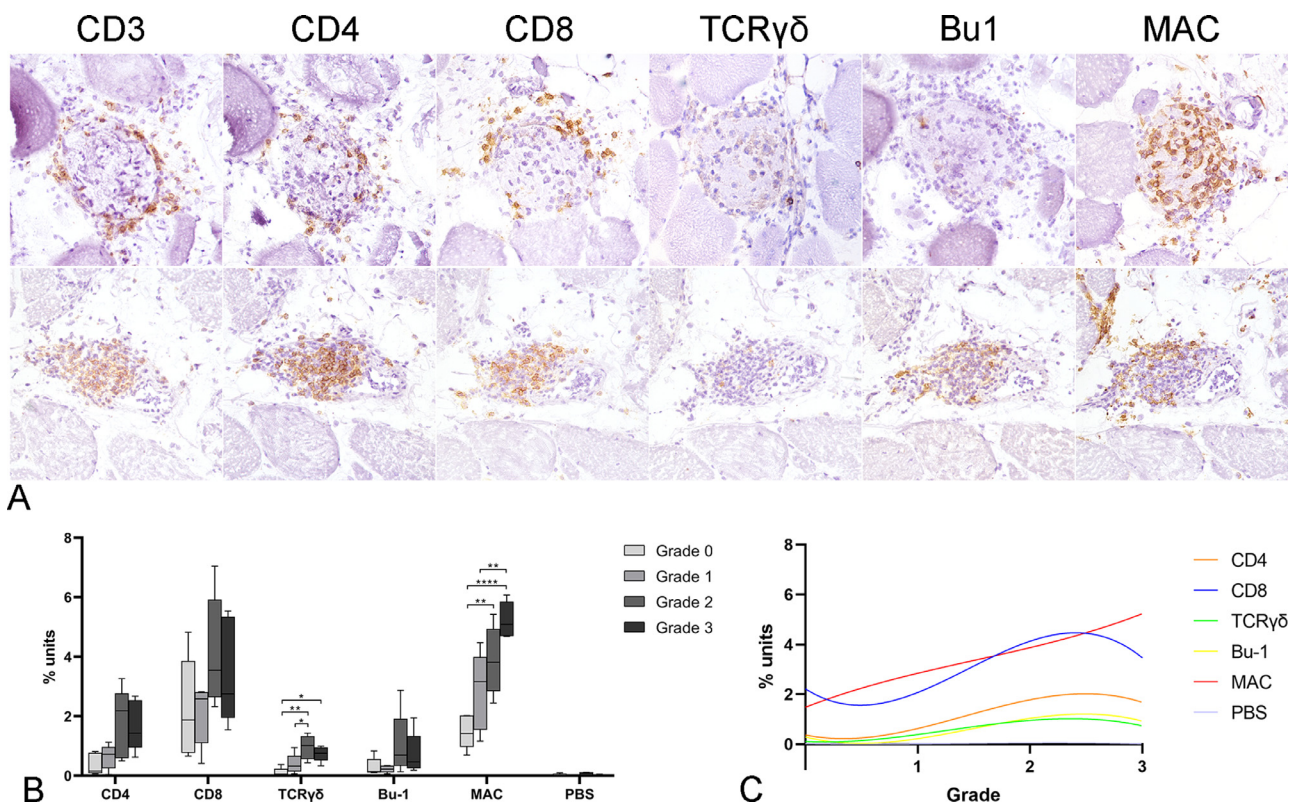 CD3 CD4 CD8 TCRγδ Bu1 MAC
A
8
6
4
2
0
% units
CD4 CD8 TCRγδ Bu-1 MAC PBS
* ** * ** **** **
Grade 0
Grade 1
Grade 2
Grade 3
B
8
6
4
2
0
% units
1 2 3
Grade
CD4
CD8
TCRγδ
Bu-1
MAC
PBS
C